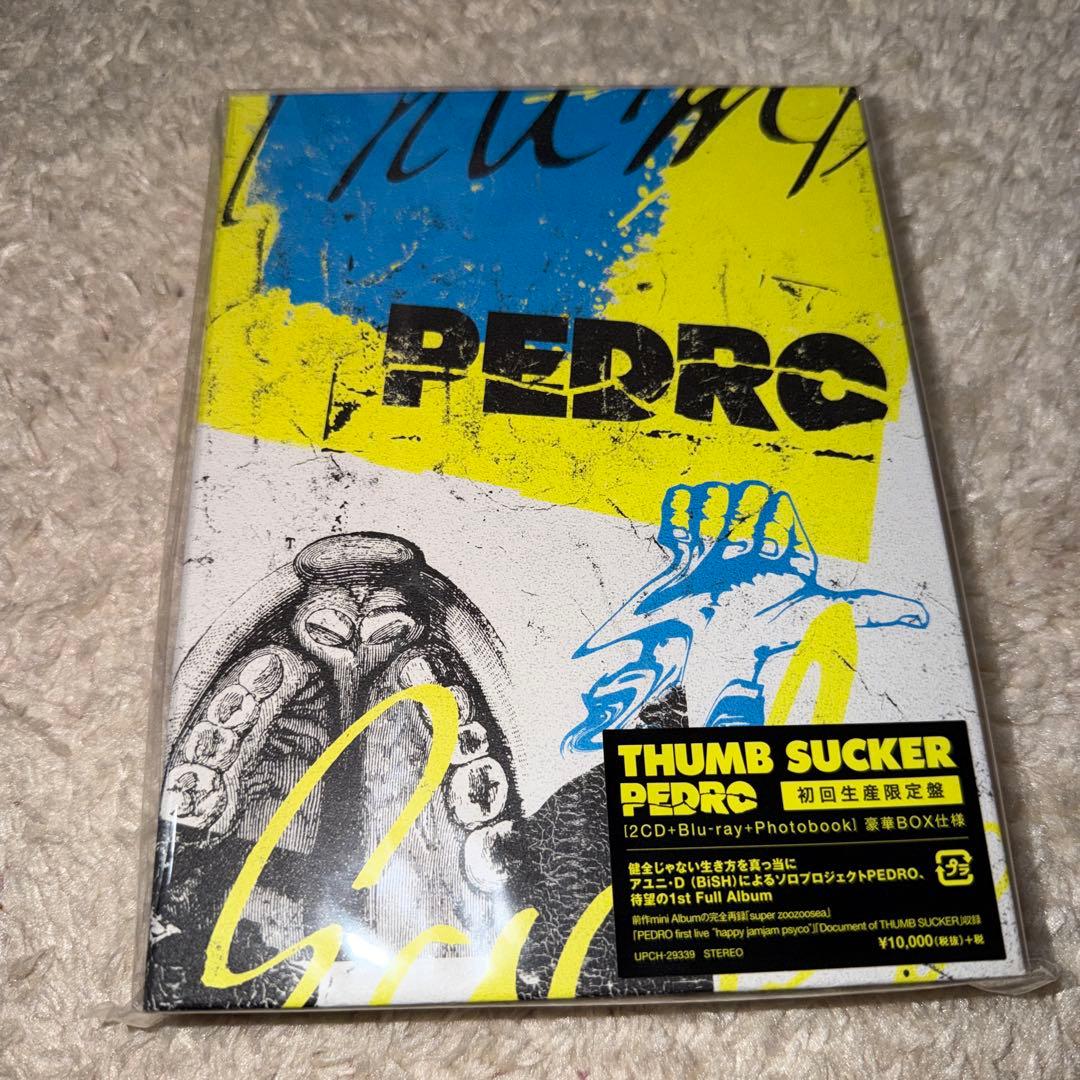 Thumb
PEDRO
T
THUMB SUCKER
PEDRO 初回生産限定盤
[2CD+Blu-ray+Photobook] 豪華BOX仕様
健全じゃない生き方を真っ当に
アユニ・D(BiSH)によるソロプロジェクトPEDRO、
待望の1st Full Album
プラ
前作mini Albumの完全再録「super zoozoosea」
「PEDRO first live "happy jamjam psyco"」「Document of THUMB SUCKER」収録
¥10,000(税抜)+税
UPCH-29339 STEREO